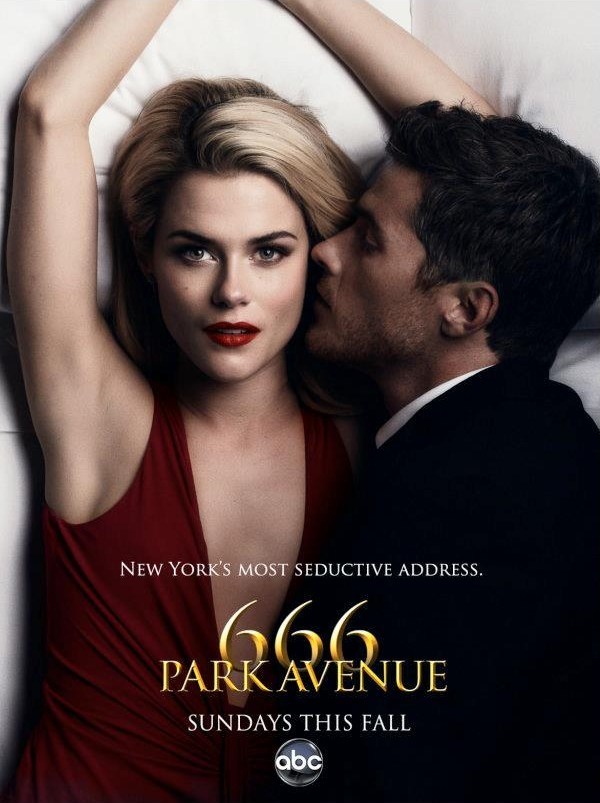 NEW YORK'S MOST SEDUCTIVE ADDRESS.
666
PARK AVENUE
SUNDAYS THIS FALL
abc